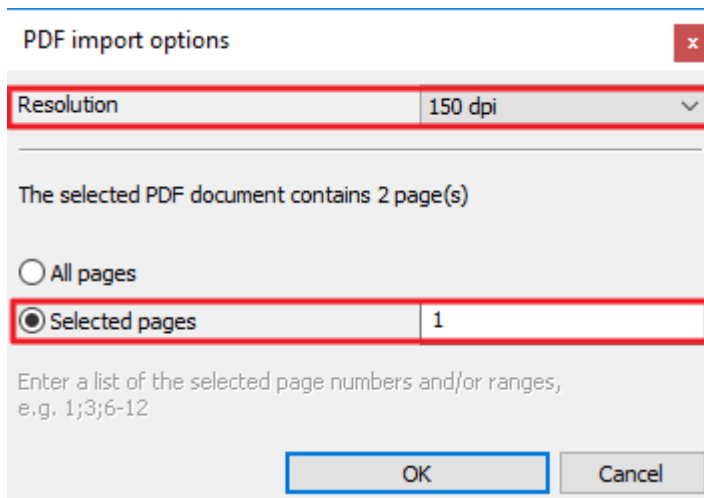 PDF import options
x
Resolution 150 dpi
The selected PDF document contains 2 page(s)
All pages
Selected pages 1
Enter a list of the selected page numbers and/or ranges,
e.g. 1;3;6-12
OK Cancel